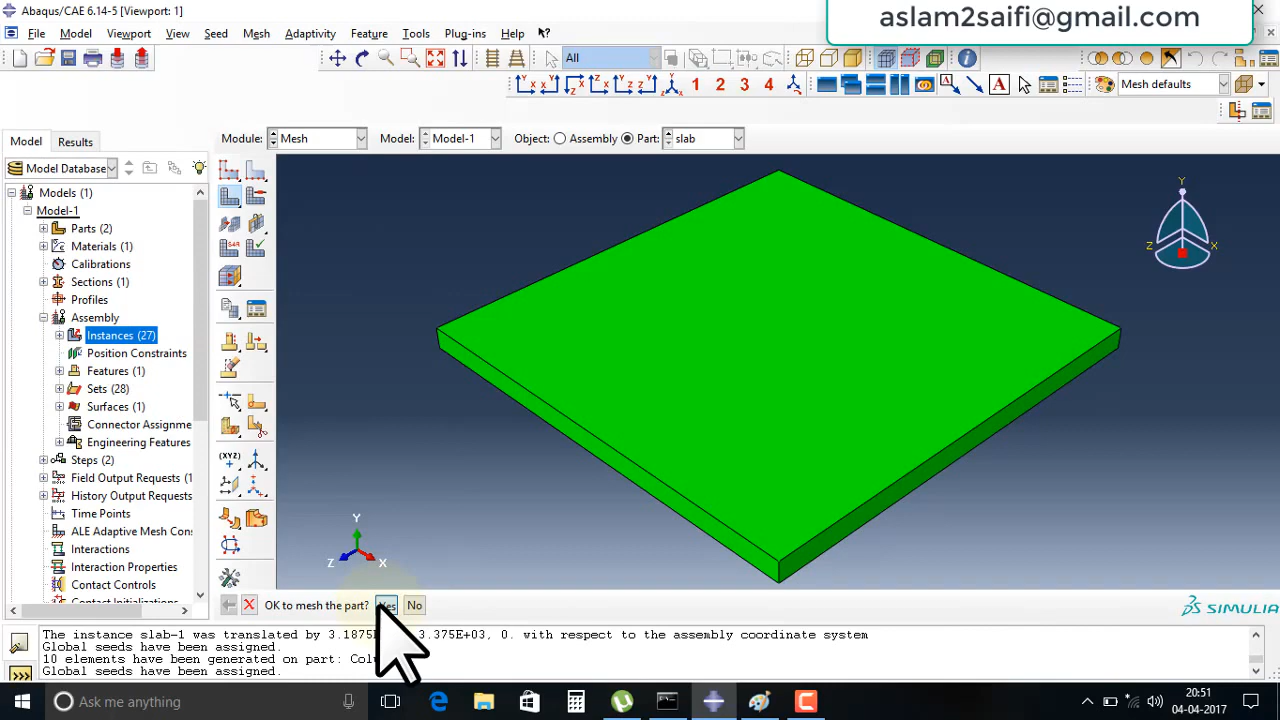 Abaqus/CAE 6.14-5 [Viewport: 1]
aslam2saifi@gmail.com
File Model Viewport View Seed Mesh Adaptivity Feature Tools Plug-ins Help
All
1 2 3 4
Mesh defaults
Model Results
Module: Mesh Model: Model-1 Object: Assembly Part: slab
Model Database
Models (1)
Model-1
Parts (2)
Materials (1)
Calibrations
Sections (1)
Profiles
Assembly
Instances (27)
Position Constraints
Features (1)
Sets (28)
Surfaces (1)
Connector Assignme
Engineering Features
Steps (2)
Field Output Requests (1
History Output Requests
Time Points
ALE Adaptive Mesh Con
Interactions
Interaction Properties
Contact Controls
Y
Z
X
Y
Z
X
OK to mesh the part? Yes No
SIMULIA
The instance slab-1 was translated by 3.375E+03, 0. with respect to the assembly coordinate system
Global seeds have been assigned.
10 elements have been generated on part:
Global seeds have been assigned.
Ask me anything
20:51
04-04-2017